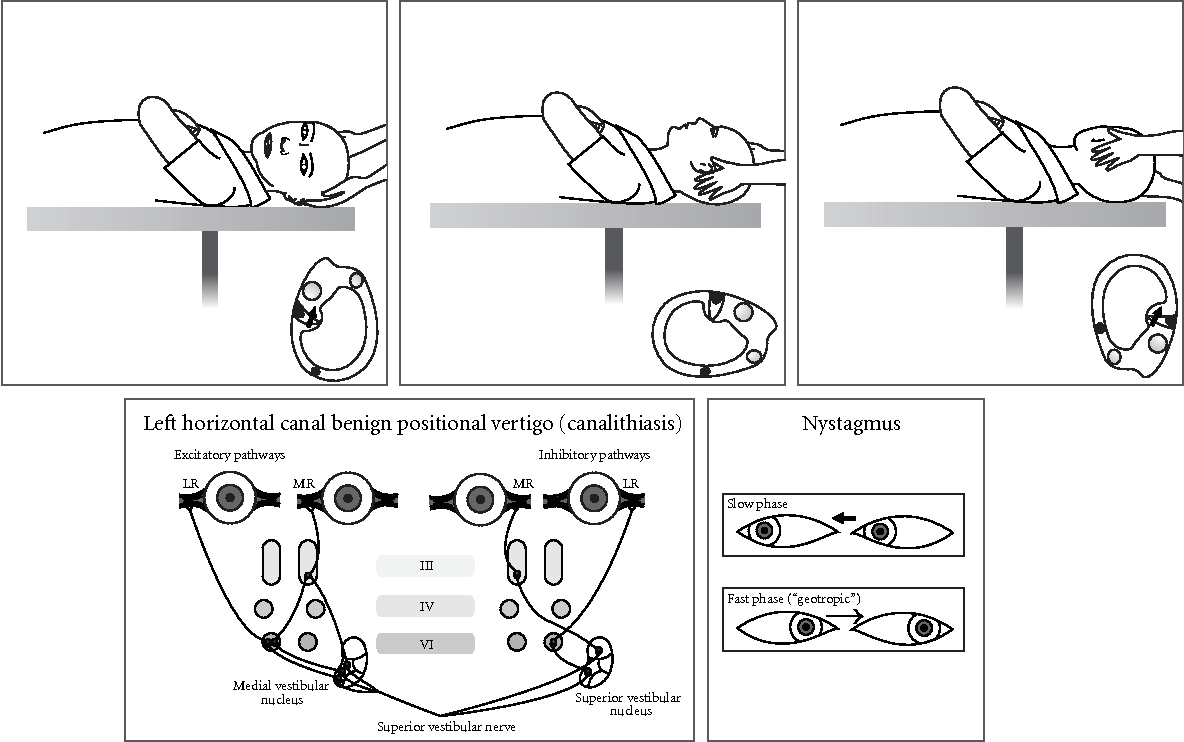 Left horizontal canal benign positional vertigo (canalithiasis)
Excitatory pathways
Inhibitory pathways
LR
MR
MR
LR
III
IV
VI
Medial vestibular
nucleus
Superior vestibular
nucleus
Superior vestibular nerve
Nystagmus
Slow phase
Fast phase ("geotropic")